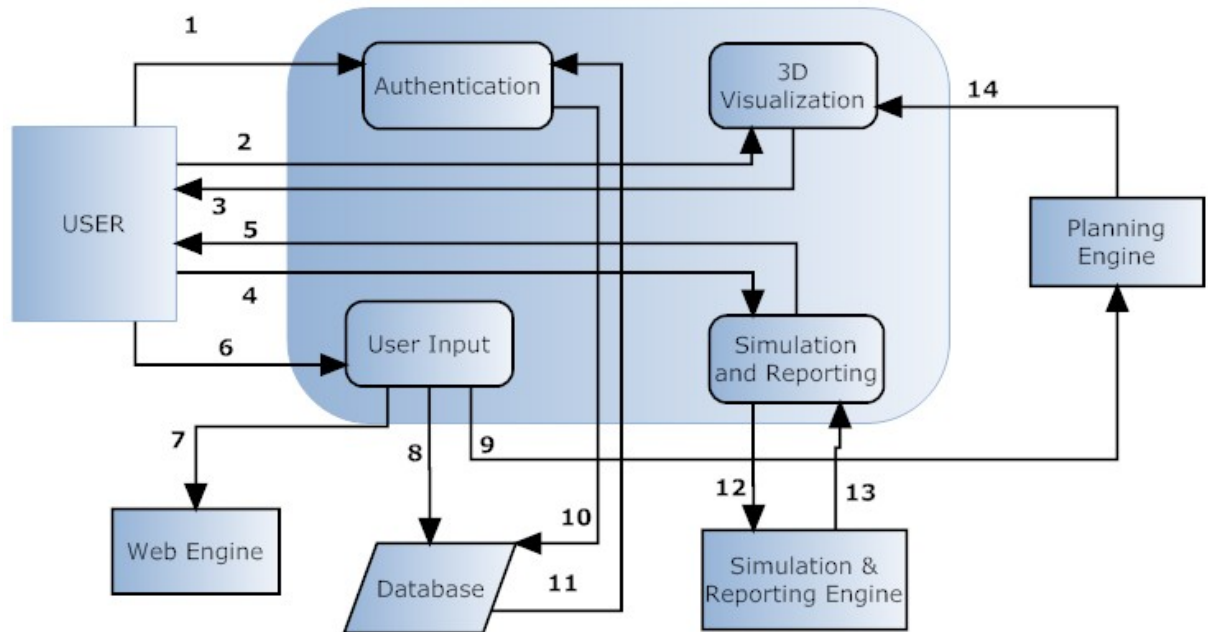 1
Authentication
3D
Visualization
14
2
USER
3
5
Planning
Engine
4
User Input
Simulation
and Reporting
6
7
8
9
12
13
10
Web Engine
Database
11
Simulation &
Reporting Engine